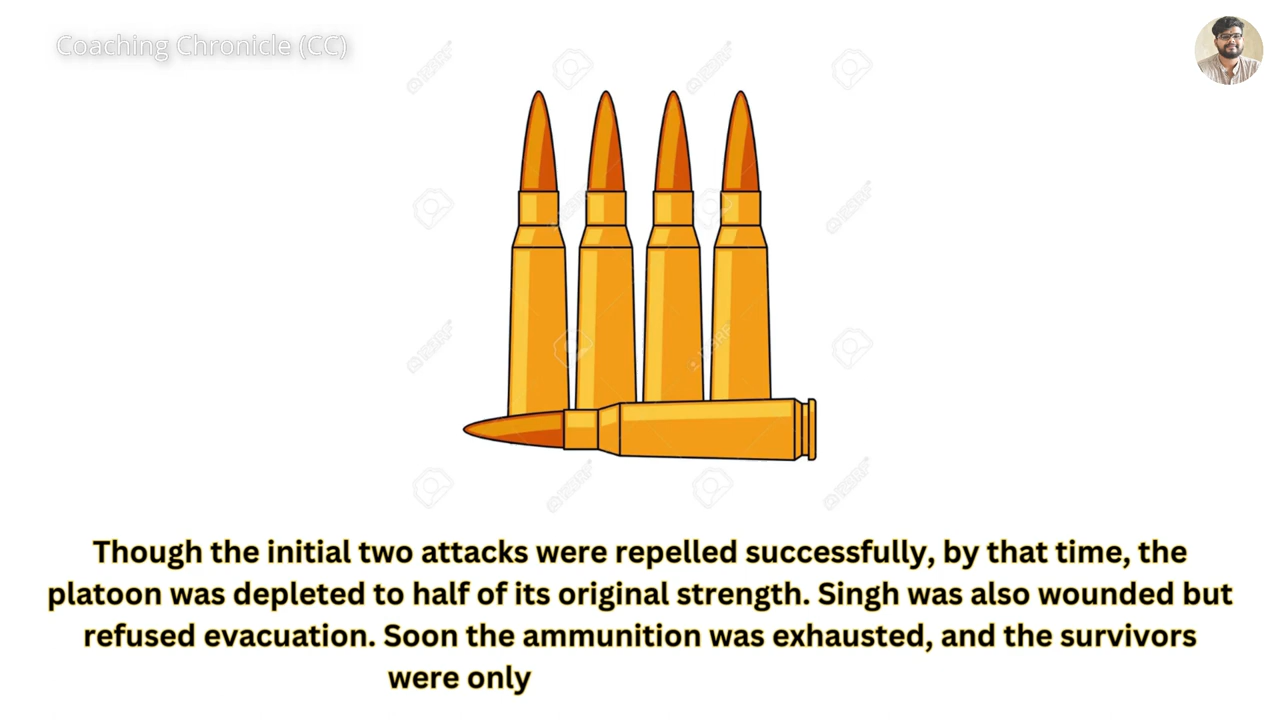 Coaching Chronicle (CC)
Though the initial two attacks were repelled successfully, by that time, the
platoon was depleted to half of its original strength. Singh was also wounded but
refused evacuation. Soon the ammunition was exhausted, and the survivors
were only